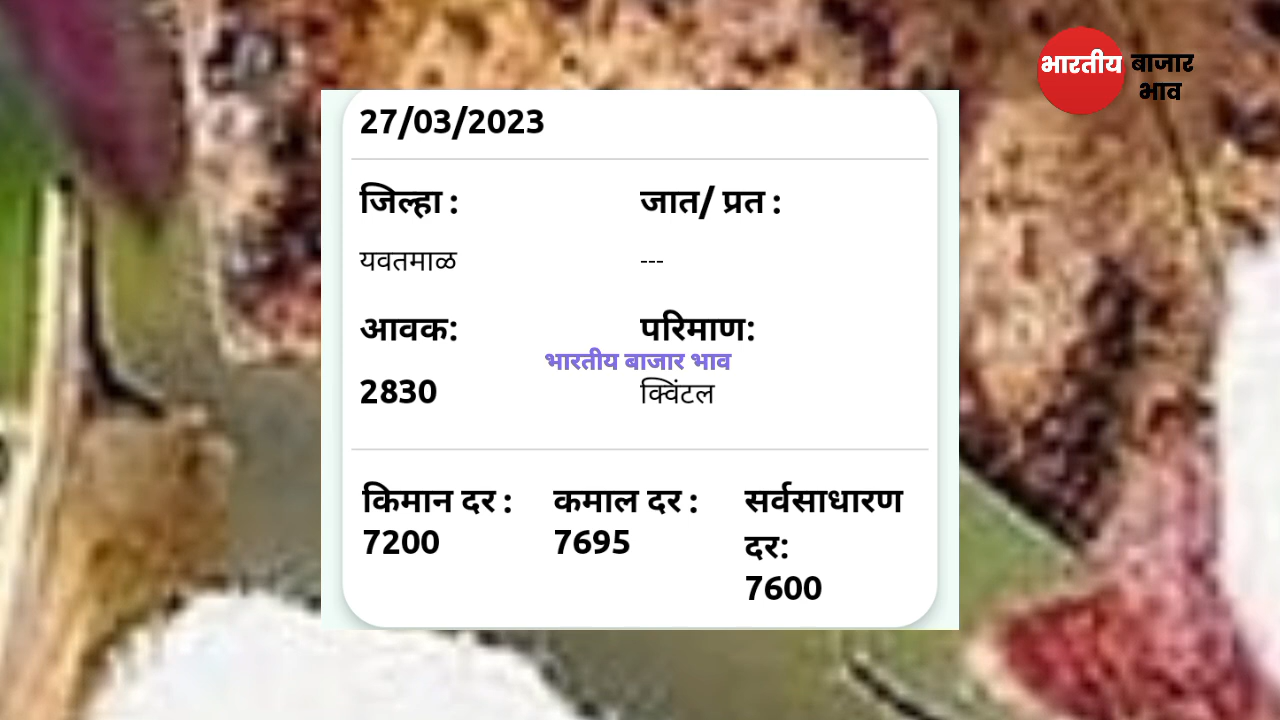 भारतीय बाजार
भाव
27/03/2023
जिल्हा : जात/ प्रत :
यवतमाळ ---
आवक: परिमाण:
भारतीय बाजार भाव
2830 क्विंटल
किमान दर : कमाल दर : सर्वसाधारण
7200 7695 दर:
7600